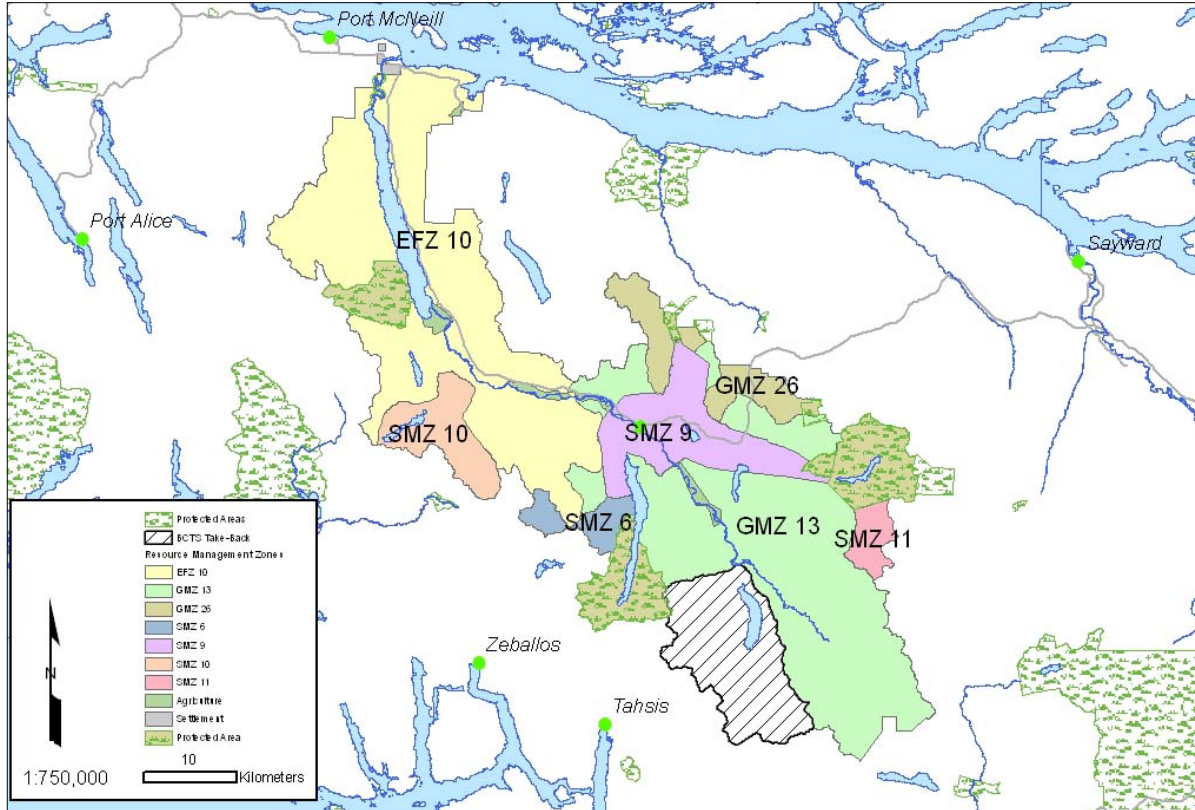 Port McNeill
Port Alice
EFZ 10
Sayward
GMZ 26
SMZ 10
SMZ 9
SMZ 6
GMZ 13
SMZ 11
Zeballos
Tahsis
Protected Areas
BCTS Take-Back
Resource Management Zones
EFZ 10
GMZ 13
GMZ 26
SMZ 6
SMZ 9
SMZ 10
SMZ 11
Agriculture
Settlement
Protected Area
N
10
1:750,000
Kilometers